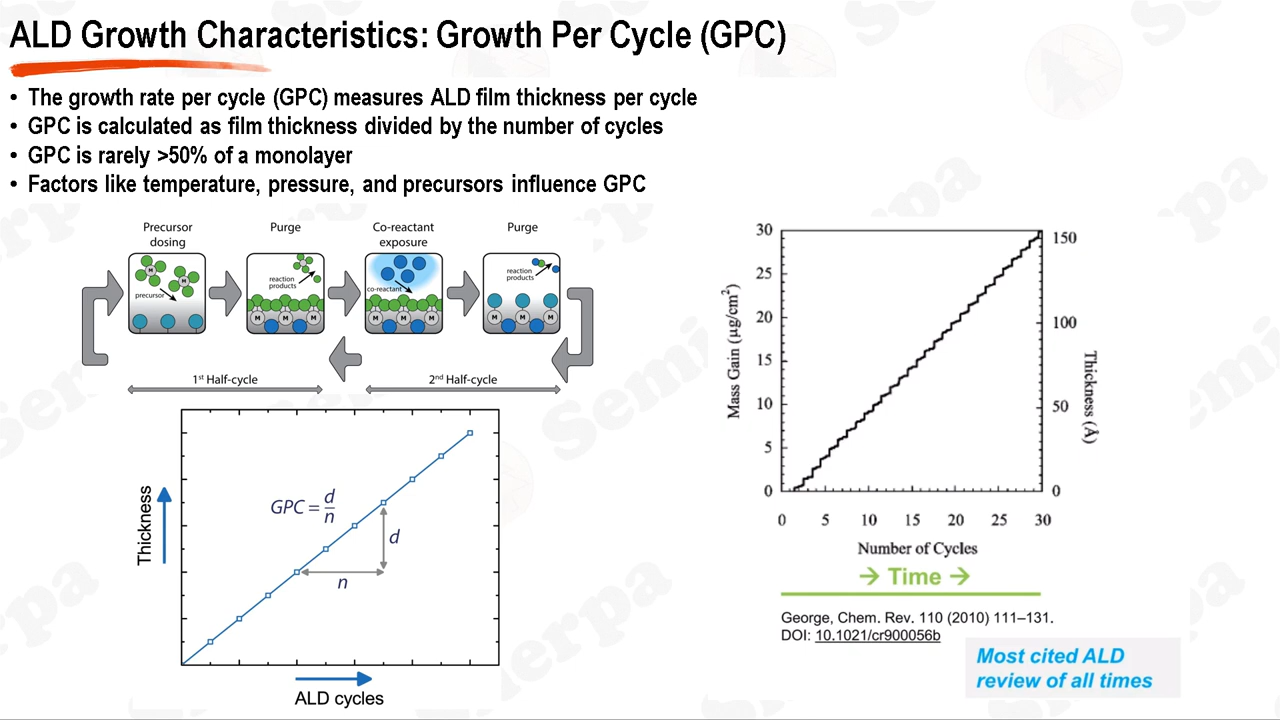 ALD Growth Characteristics: Growth Per Cycle (GPC)
• The growth rate per cycle (GPC) measures ALD film thickness per cycle
• GPC is calculated as film thickness divided by the number of cycles
• GPC is rarely >50% of a monolayer
• Factors like temperature, pressure, and precursors influence GPC
Precursor
dosing
Purge
Co-reactant
exposure
Purge
M
M
precursor
M
reaction
products
M M M
co-reactant
M M M
reaction
products
M M M
1st Half-cycle
2nd Half-cycle
Thickness
GPC = d/n
d
n
ALD cycles
Mass Gain (μg/cm2)
30
25
20
15
10
5
0
150
100
50
0
Thickness (Å)
0 5 10 15 20 25 30
Number of Cycles
→ Time →
George, Chem. Rev. 110 (2010) 111–131.
DOI: 10.1021/cr900056b
Most cited ALD
review of all times
Semi
Serpa